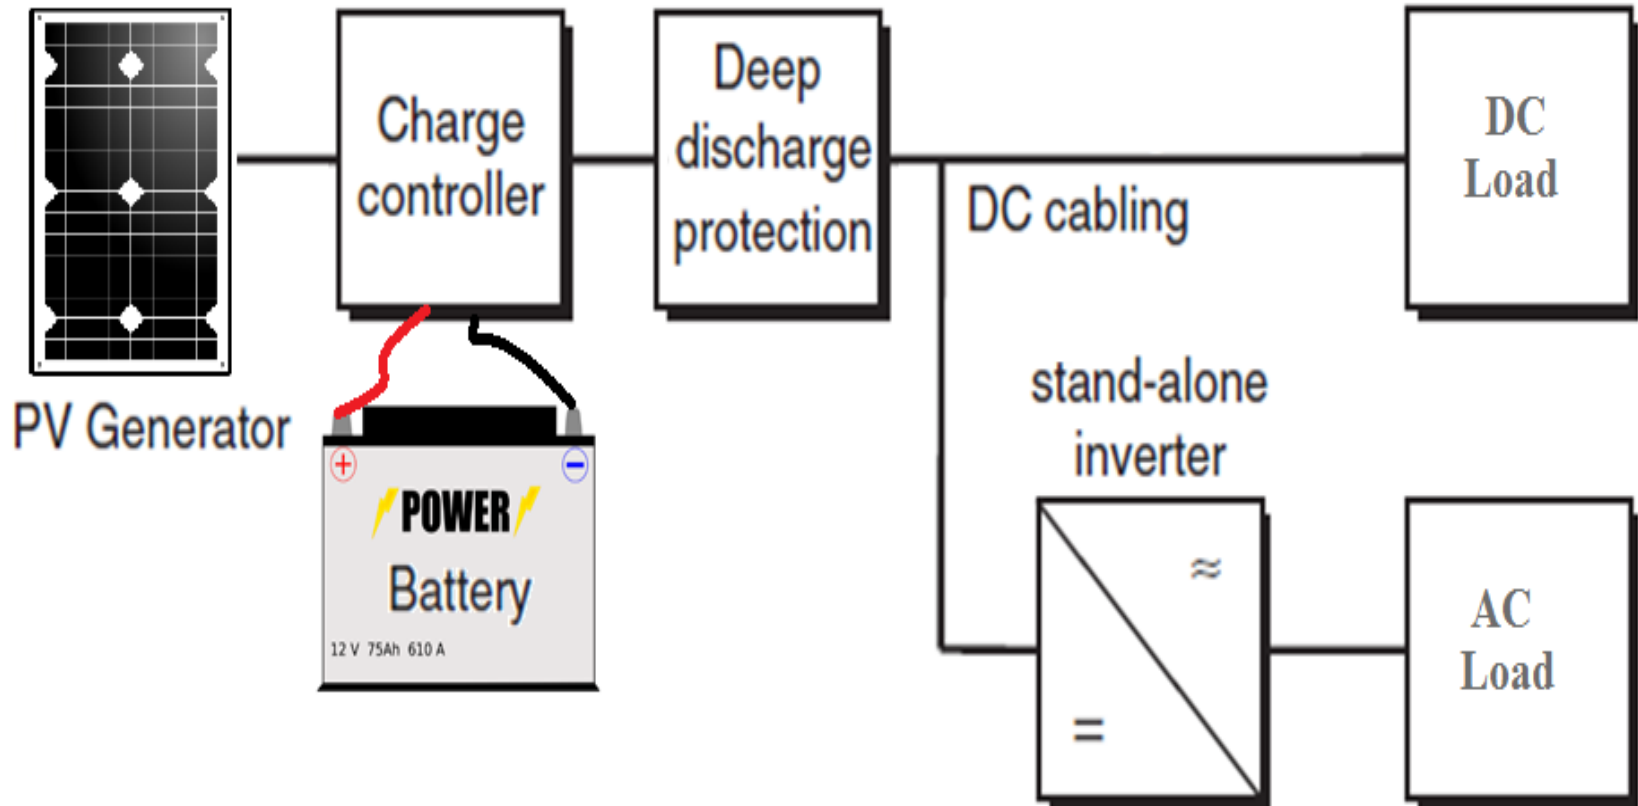 Charge
controller
Deep
discharge
protection
DC
Load
DC cabling
PV Generator
stand-alone
inverter
+
−
POWER
Battery
12 V 75Ah 610 A
≈
=
AC
Load